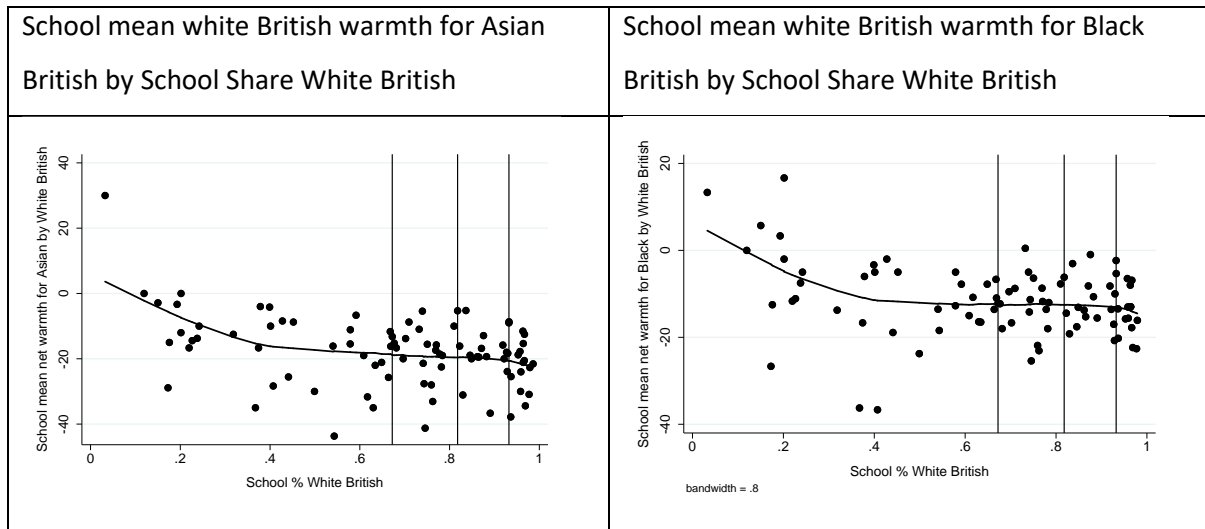 School mean white British warmth for Asian
British by School Share White British
School mean white British warmth for Black
British by School Share White British
School mean net warmth for Asian by White British
40
20
0
-20
-40
0
.2
.4
.6
.8
1
School % White British
School mean net warmth for Black by White British
20
0
-20
-40
0
.2
.4
.6
.8
1
School % White British
bandwidth = .8